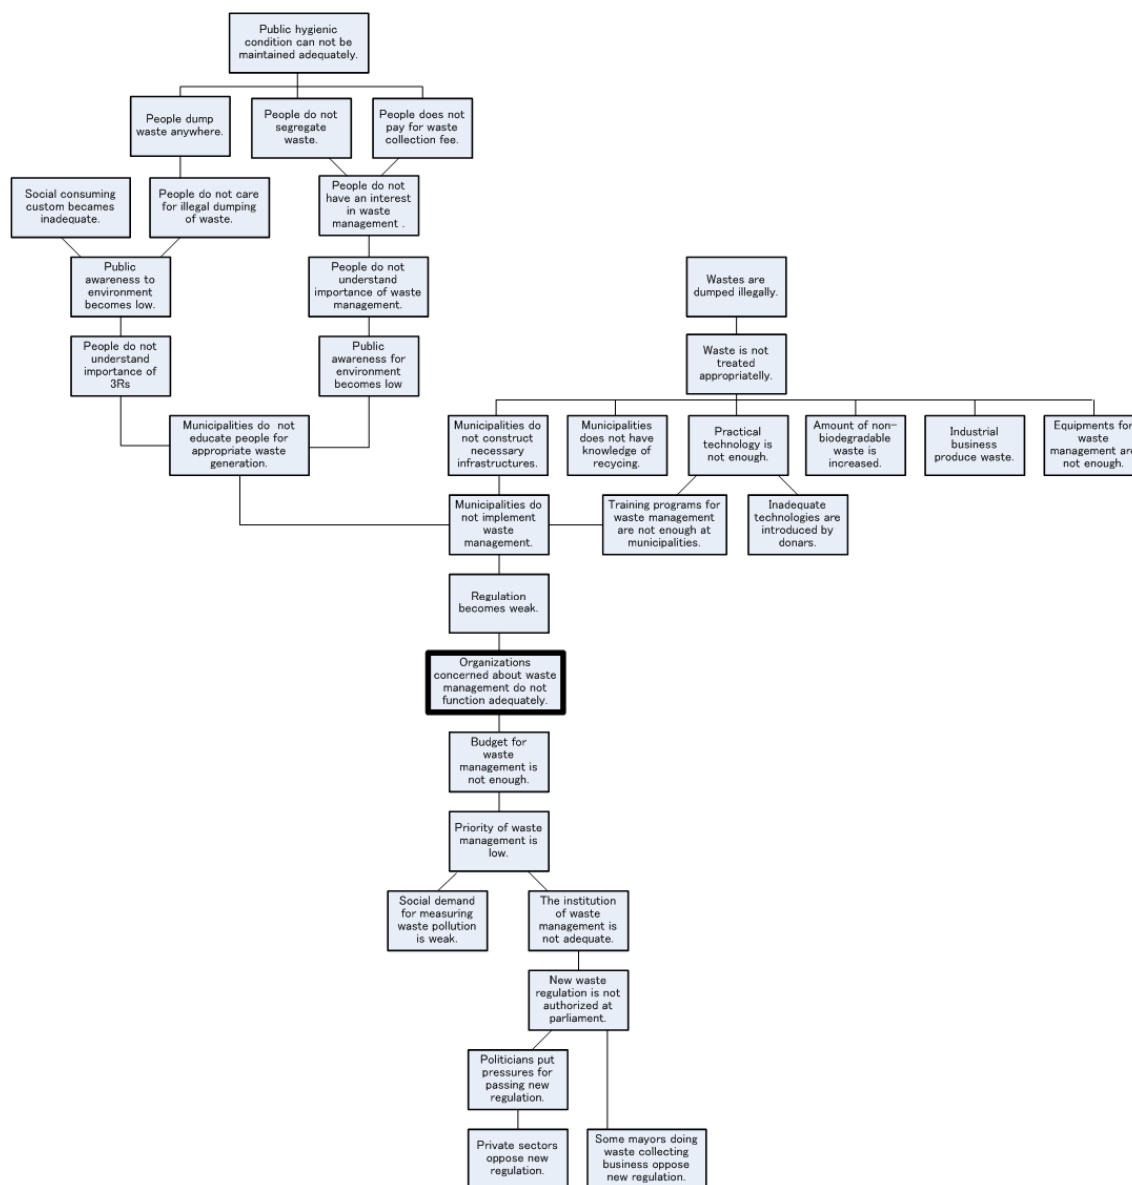 Public hygienic
condition can not be
maintained adequately.
People dump
waste anywhere.
People do not
segregate
waste.
People does not
pay for waste
collection fee.
Social consuming
custom becames
inadequate.
People do not care
for illegal dumping
of waste.
People do not
have an interest
in waste
management .
Public
awareness to
environment
becomes low.
People do not
understand
importance of waste
management.
Wastes are
dumped illegally.
People do not
understand
importance of
3Rs
Public
awareness for
environment
becomes low
Waste is not
treated
appropriatelly.
Municipalities do  not
educate people for
appropriate waste
generation.
Municipalities do
not construct
necessary
infrastructures.
Municipalities
does not have
knowledge of
recycing.
Practical
technology is
not enough.
Amount of non-
biodegradable
waste is
increased.
Industrial
business
produce waste.
Equipments for
waste
management are
not enough.
Municipalities do
not implement
waste
management.
Training programs for
waste management
are not enough at
municipalities.
Inadequate
technologies are
introduced by
donars.
Regulation
becomes weak.
Organizations
concerned about waste
management do not
function adequately.
Budget for
waste
management is
not enough.
Priority of waste
management is
low.
Social demand
for measuring
waste pollution
is weak.
The institution
of waste
management is
not adequate.
New waste
regulation is not
authorized at
parliament.
Politicians put
pressures for
passing new
regulation.
Private sectors
oppose new
regulation.
Some mayors doing
waste collecting
business oppose
new regulation.